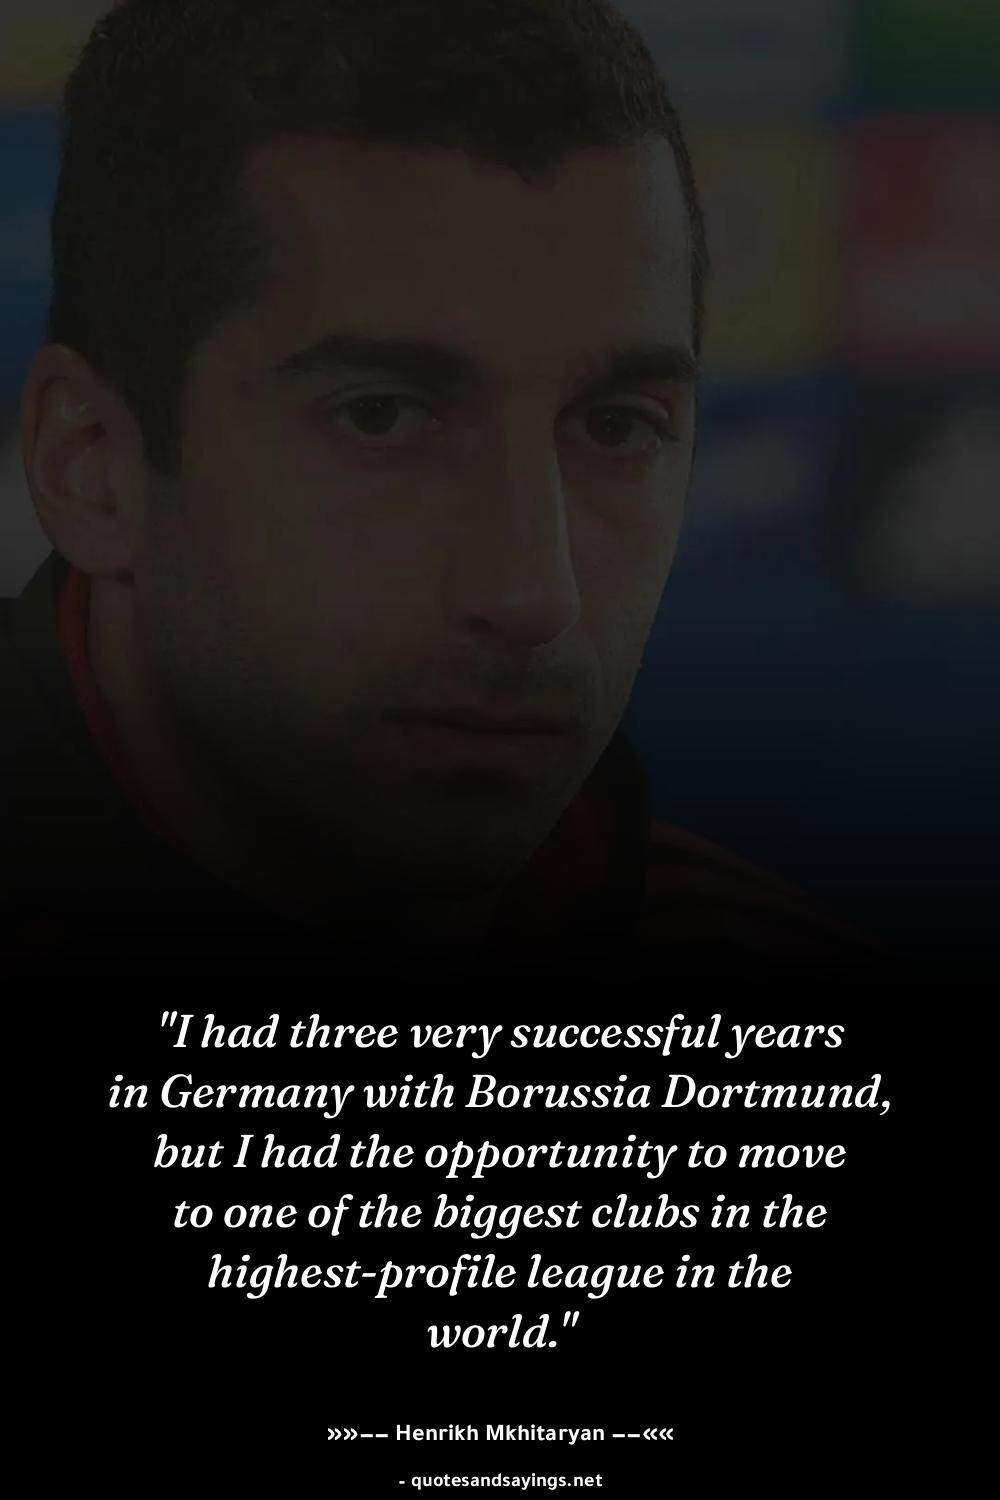 "I had three very successful years
in Germany with Borussia Dortmund,
but I had the opportunity to move
to one of the biggest clubs in the
highest-profile league in the
world."
»»–– Henrikh Mkhitaryan ––««
- quotesandsayings.net